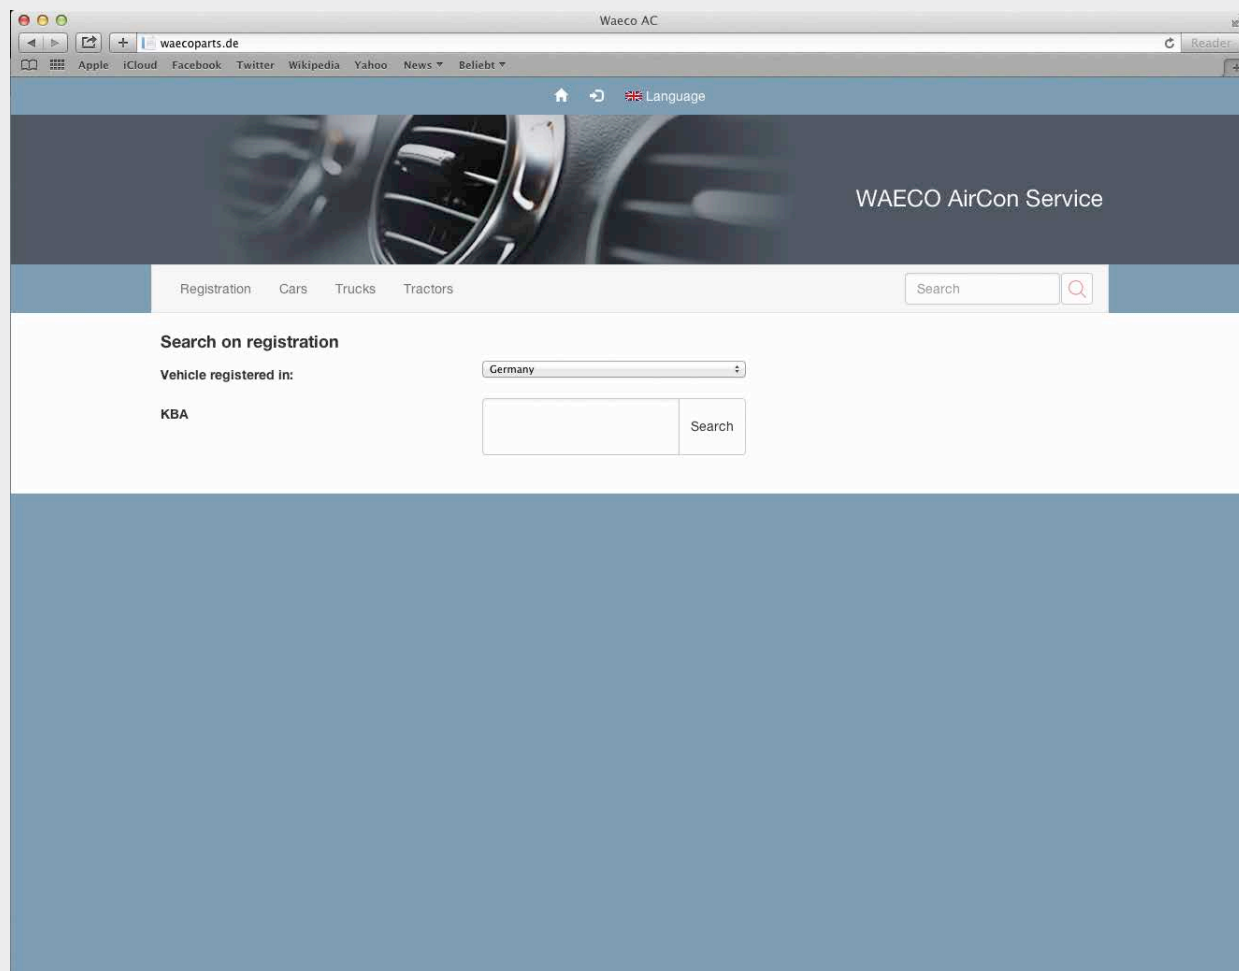 Waeco AC
waecoparts.de
Reader
Apple iCloud Facebook Twitter Wikipedia Yahoo News Beliebt
Language
WAECO AirCon Service
Registration Cars Trucks Tractors Search
Search on registration
Vehicle registered in: Germany
KBA Search